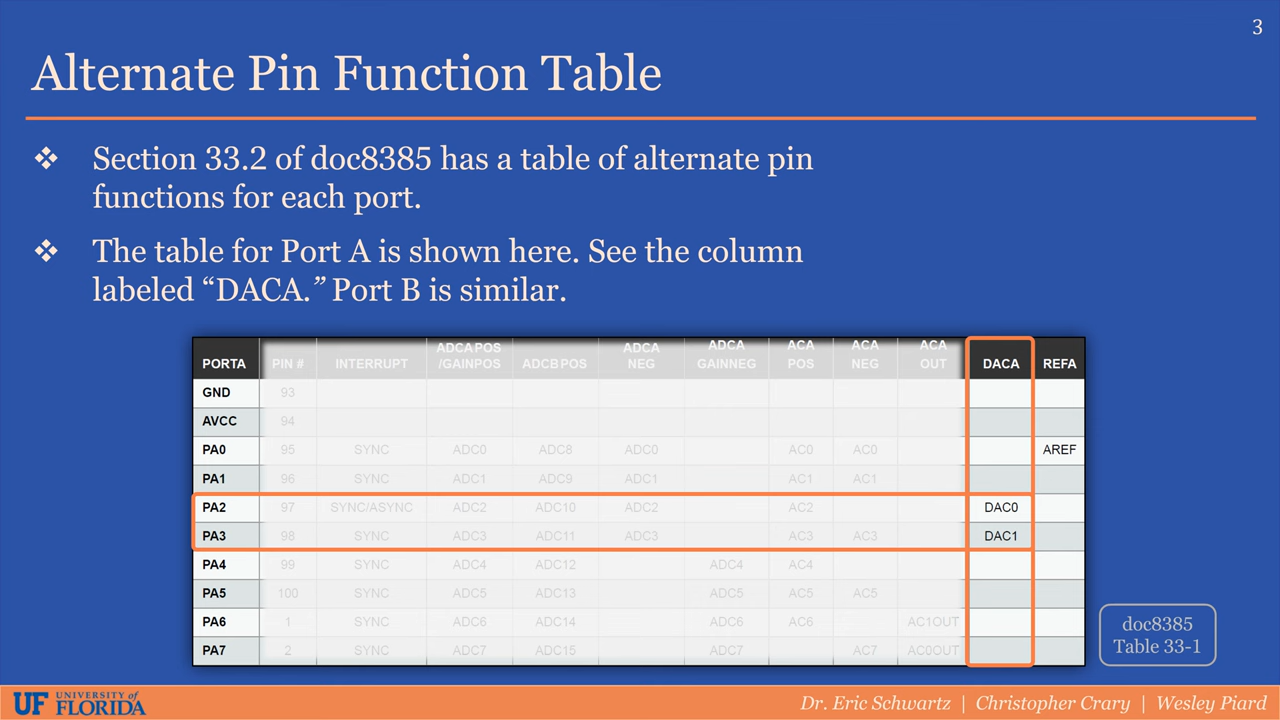 3
Alternate Pin Function Table
❖ Section 33.2 of doc8385 has a table of alternate pin
functions for each port.
❖ The table for Port A is shown here. See the column
labeled “DACA.” Port B is similar.
PORTA PIN # INTERRUPT ADCA POS /GAINPOS ADCB POS ADCA NEG ADCA GAINNEG ACA POS ACA NEG ACA OUT DACA REFA
GND 93
AVCC 94
PA0 95 SYNC ADC0 ADC8 ADC0 AC0 AC0 AREF
PA1 96 SYNC ADC1 ADC9 ADC1 AC1 AC1
PA2 97 SYNC/ASYNC ADC2 ADC10 ADC2 AC2 DAC0
PA3 98 SYNC ADC3 ADC11 ADC3 AC3 AC3 DAC1
PA4 99 SYNC ADC4 ADC12 ADC4 AC4
PA5 100 SYNC ADC5 ADC13 ADC5 AC5 AC5
PA6 1 SYNC ADC6 ADC14 ADC6 AC6 AC1OUT
PA7 2 SYNC ADC7 ADC15 ADC7 AC7 AC0OUT
doc8385
Table 33-1
UF UNIVERSITY of
FLORIDA
Dr. Eric Schwartz | Christopher Crary | Wesley Piard